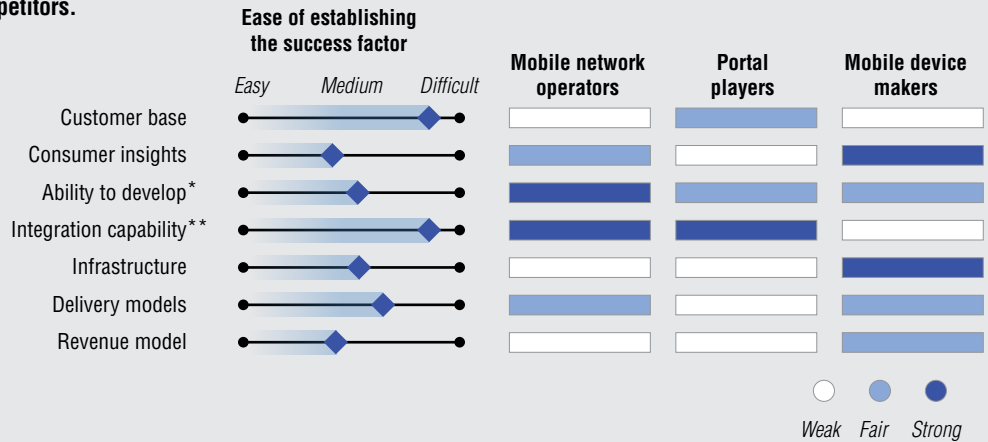 petitors.
Ease of establishing
the success factor
Easy Medium Difficult
Mobile network
operators
Portal
players
Mobile device
makers
Customer base
Consumer insights
Ability to develop*
Integration capability**
Infrastructure
Delivery models
Revenue model
Weak Fair Strong